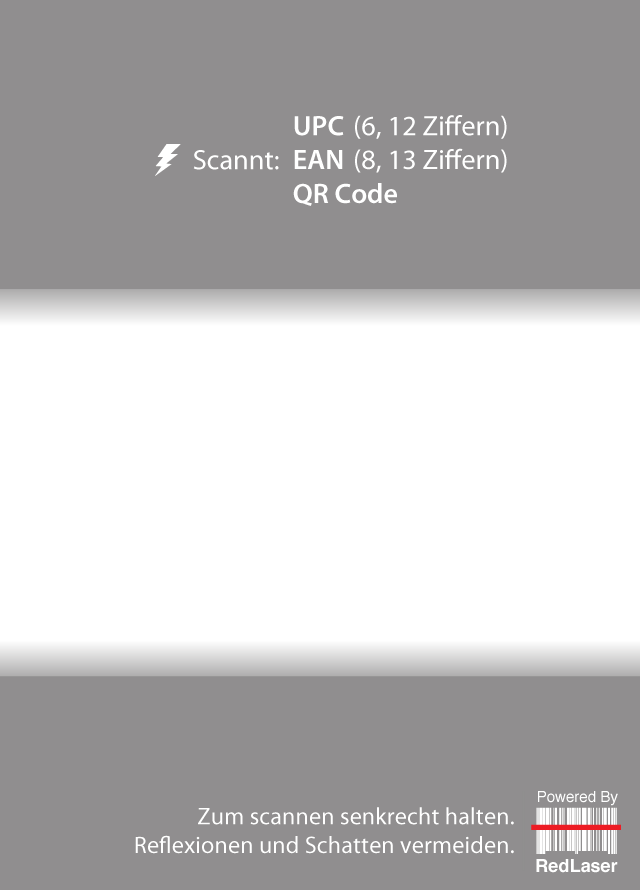 UPC (6, 12 Ziffern)
Scannt: EAN (8, 13 Ziffern)
QR Code
Zum scannen senkrecht halten.
Reflexionen und Schatten vermeiden.
Powered By
RedLaser